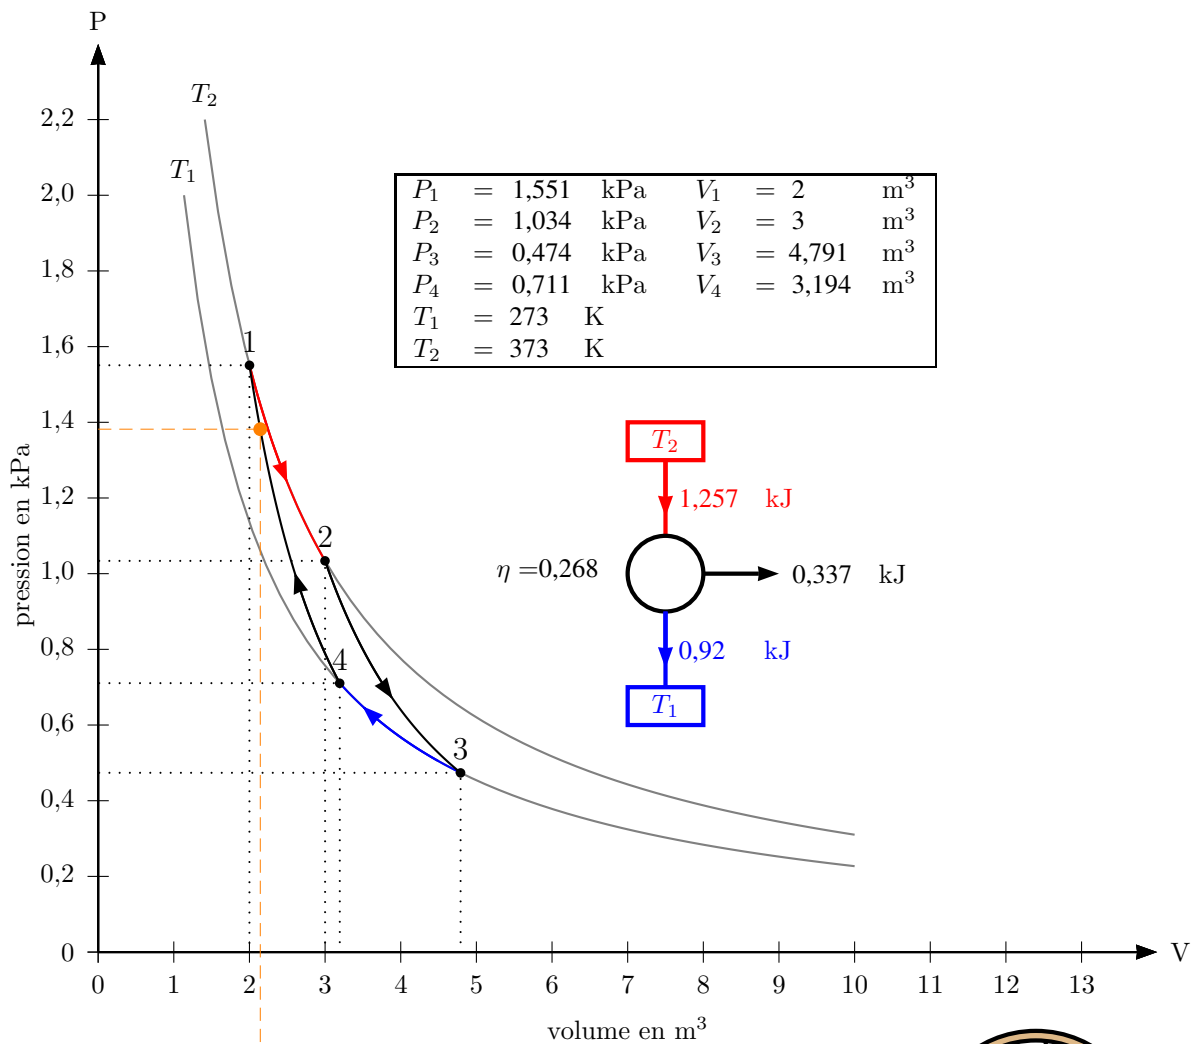 P
T₂
2,2
T₁
2,0
P₁ = 1,551 kPa V₁ = 2 m³
P₂ = 1,034 kPa V₂ = 3 m³
P₃ = 0,474 kPa V₃ = 4,791 m³
P₄ = 0,711 kPa V₄ = 3,194 m³
T₁ = 273 K
T₂ = 373 K
1,8
1,6
1
1,4
T₂
1,2
1,257 kJ
pression en kPa
2
1,0
η =0,268
0,337 kJ
0,8
4
0,92 kJ
0,6
T₁
3
0,4
0,2
0
V
0 1 2 3 4 5 6 7 8 9 10 11 12 13
volume en m³